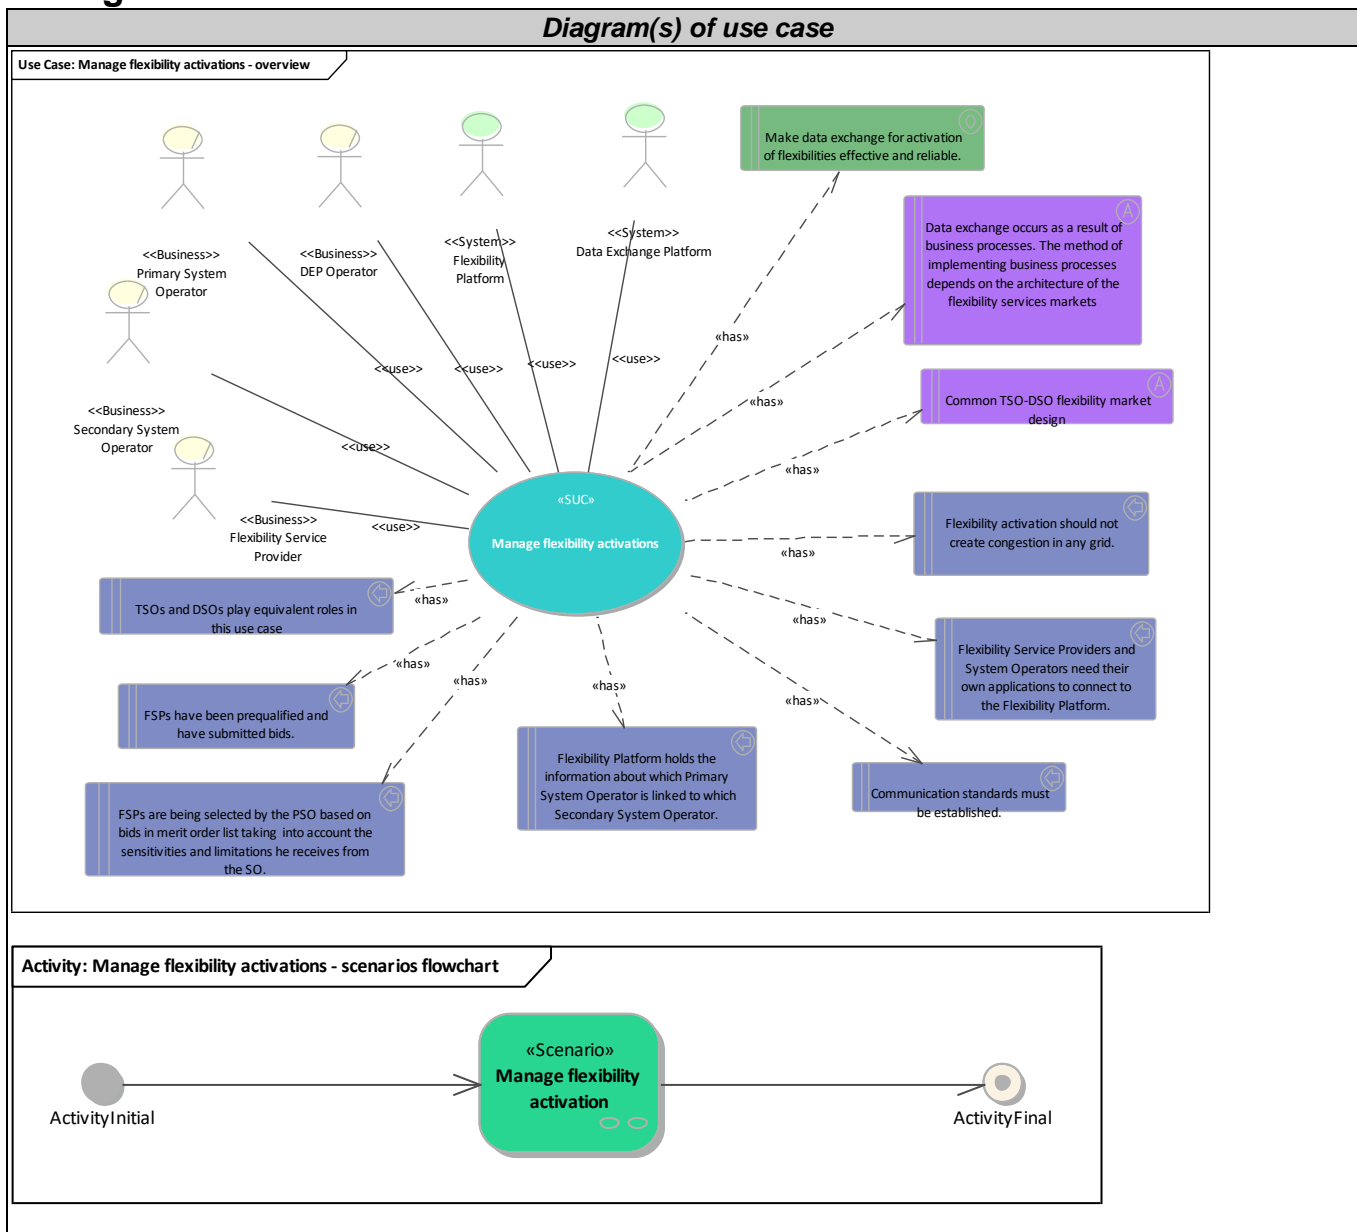 Diagram(s) of use case
Use Case: Manage flexibility activations - overview
<<Business>>
Primary System
Operator
<<Business>>
DEP Operator
<<System>>
Flexibility
Platform
<<System>>
Data Exchange Platform
O
Make data exchange for activation
of flexibilities effective and reliable.
A
Data exchange occurs as a result of
business processes. The method of
implementing business processes
depends on the architecture of the
flexibility services markets
«has»
<<use>>
<<use>>
<<use>>
<<use>>
«has»
A
Common TSO-DSO flexibility market
design
<<Business>>
Secondary System
Operator
<<use>>
«has»
«SUC»
Manage flexibility activations
<<Business>>
Flexibility Service
Provider
<<use>>
Flexibility activation should not
create congestion in any grid.
«has»
TSOs and DSOs play equivalent roles in
this use case
«has»
«has»
Flexibility Service Providers and
System Operators need their
own applications to connect to
the Flexibility Platform.
«has»
FSPs have been prequalified and
have submitted bids.
«has»
«has»
«has»
Flexibility Platform holds the
information about which Primary
System Operator is linked to which
Secondary System Operator.
Communication standards must
be established.
FSPs are being selected by the PSO based on
bids in merit order list taking  into account the
sensitivities and limitations he receives from
the SO.
Activity: Manage flexibility activations - scenarios flowchart
ActivityInitial
«Scenario»
Manage flexibility
activation
ActivityFinal